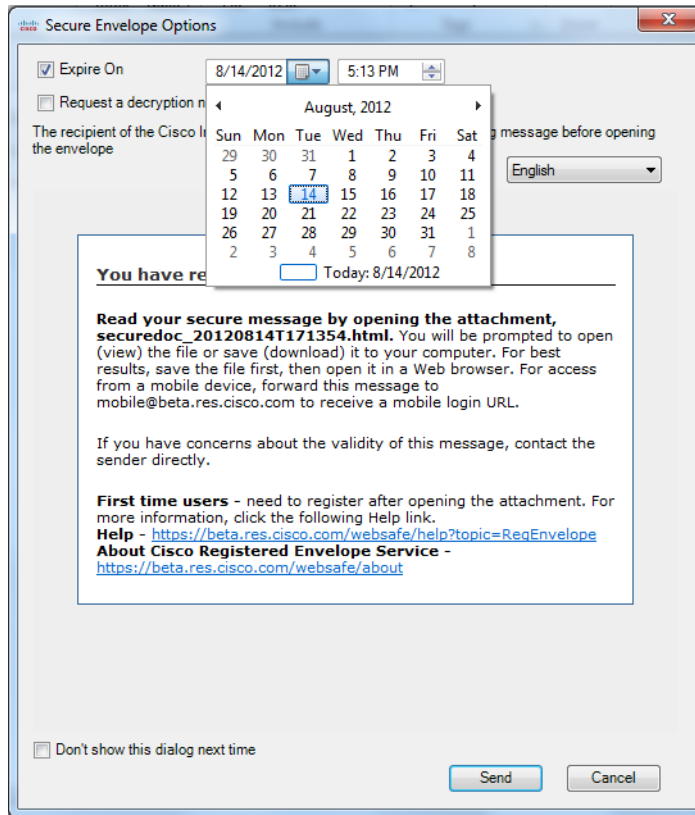 cisco Secure Envelope Options
Expire On 8/14/2012 5:13 PM
Request a decryption n
August, 2012
The recipient of the Cisco I message before opening
the envelope
English
Sun Mon Tue Wed Thu Fri Sat
29 30 31 1 2 3 4
5 6 7 8 9 10 11
12 13 14 15 16 17 18
19 20 21 22 23 24 25
26 27 28 29 30 31 1
2 3 4 5 6 7 8
Today: 8/14/2012
You have re
Read your secure message by opening the attachment,
securedoc_20120814T171354.html. You will be prompted to open
(view) the file or save (download) it to your computer. For best
results, save the file first, then open it in a Web browser. For access
from a mobile device, forward this message to
mobile@beta.res.cisco.com to receive a mobile login URL.
If you have concerns about the validity of this message, contact the
sender directly.
First time users - need to register after opening the attachment. For
more information, click the following Help link.
Help - https://beta.res.cisco.com/websafe/help?topic=RegEnvelope
About Cisco Registered Envelope Service -
https://beta.res.cisco.com/websafe/about
Don't show this dialog next time
Send Cancel